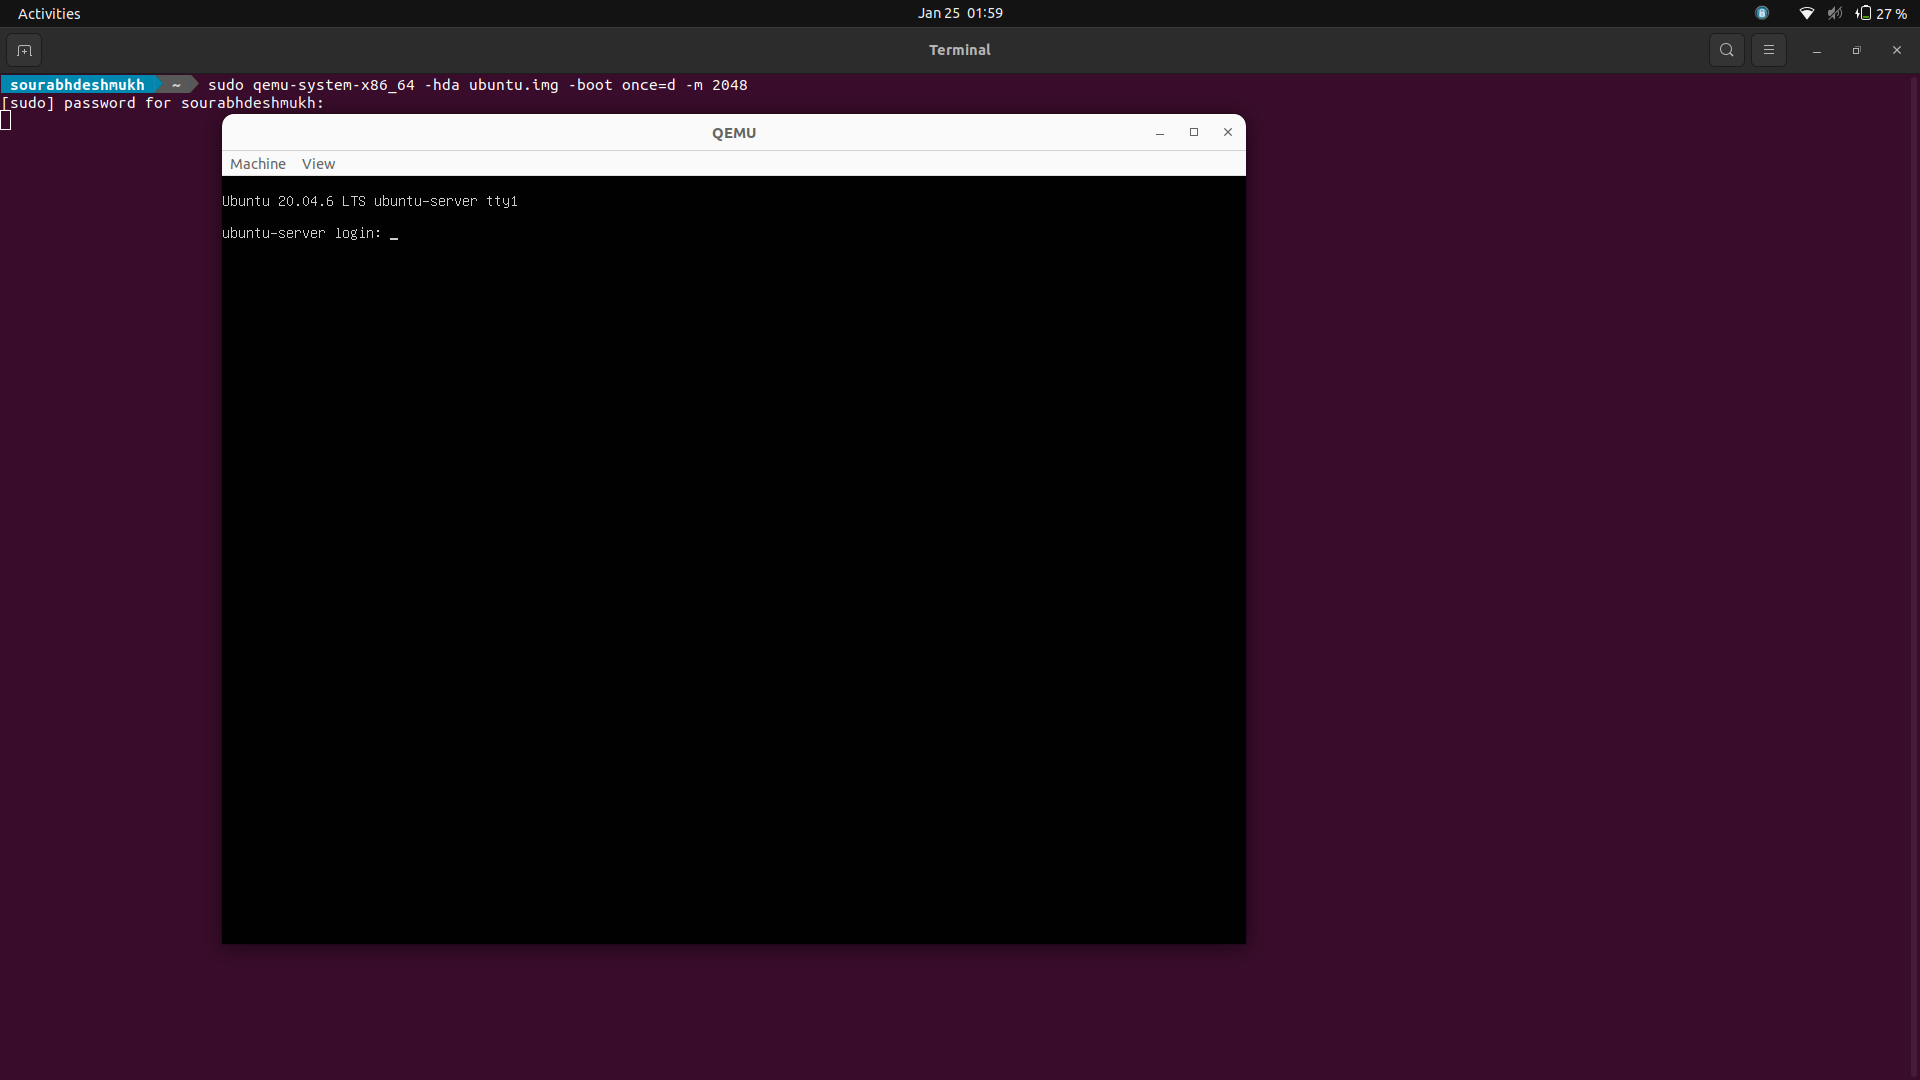 Activities
Jan 25 01:59
27 %
Terminal
sourabhdeshmukh ~ sudo qemu-system-x86_64 -hda ubuntu.img -boot once=d -m 2048
[sudo] password for sourabhdeshmukh:
QEMU
Machine View
Ubuntu 20.04.6 LTS ubuntu-server tty1
ubuntu-server login: _